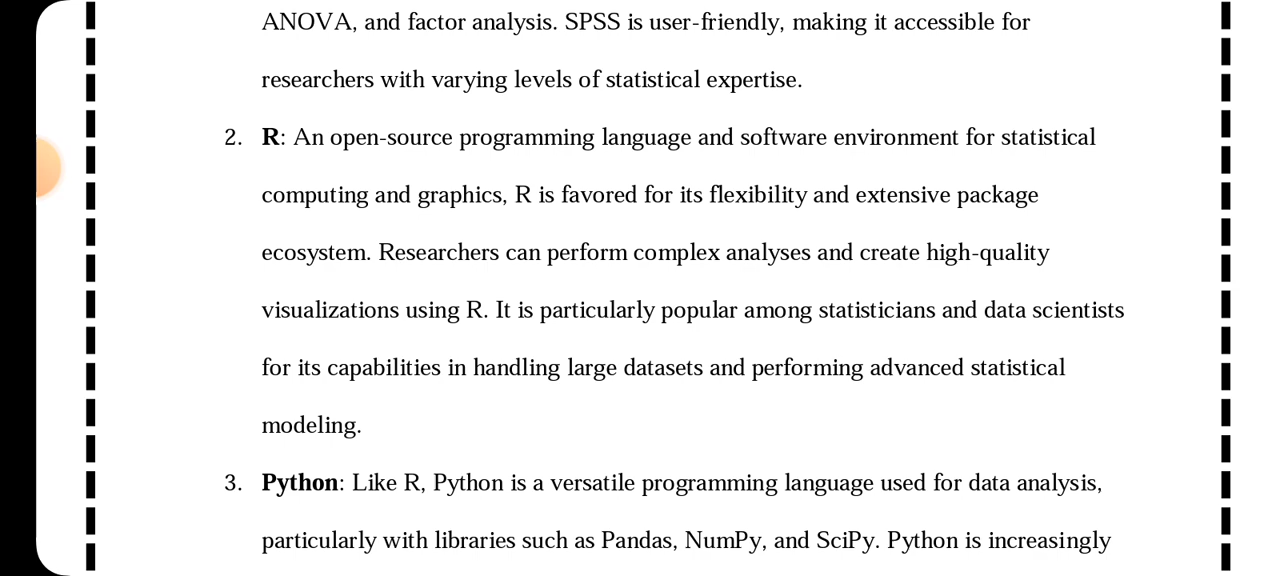 ANOVA, and factor analysis. SPSS is user-friendly, making it accessible for
researchers with varying levels of statistical expertise.
2. R: An open-source programming language and software environment for statistical
computing and graphics, R is favored for its flexibility and extensive package
ecosystem. Researchers can perform complex analyses and create high-quality
visualizations using R. It is particularly popular among statisticians and data scientists
for its capabilities in handling large datasets and performing advanced statistical
modeling.
3. Python: Like R, Python is a versatile programming language used for data analysis,
particularly with libraries such as Pandas, NumPy, and SciPy. Python is increasingly